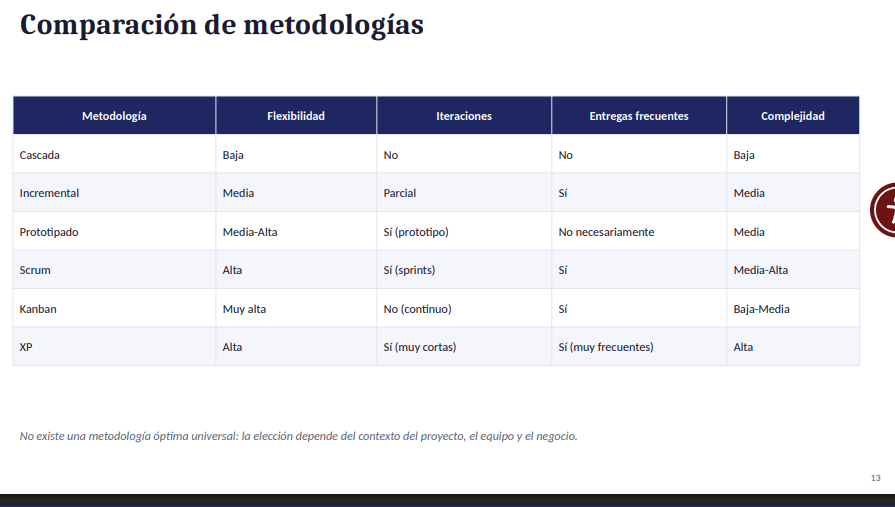 Comparación de metodologías
Metodología Flexibilidad Iteraciones Entregas frecuentes Complejidad
Cascada Baja No No Baja
Incremental Media Parcial Sí Media
Prototipado Media-Alta Sí (prototipo) No necesariamente Media
Scrum Alta Sí (sprints) Sí Media-Alta
Kanban Muy alta No (continuo) Sí Baja-Media
XP Alta Sí (muy cortas) Sí (muy frecuentes) Alta
No existe una metodología óptima universal: la elección depende del contexto del proyecto, el equipo y el negocio.
13